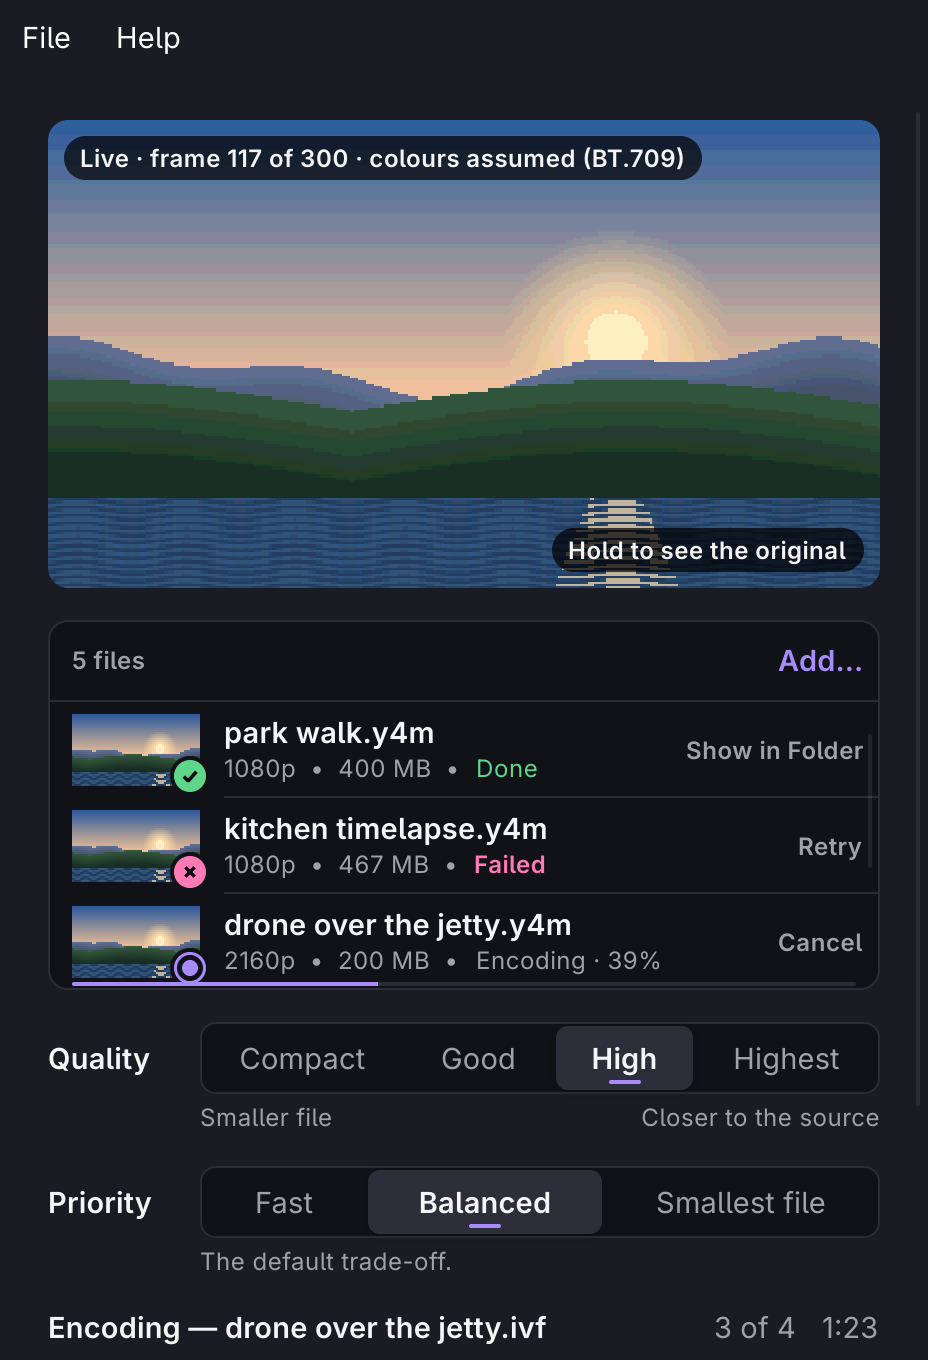 File Help
Live · frame 117 of 300 · colours assumed (BT.709)
Hold to see the original
5 files Add...
park walk.y4m
1080p • 400 MB • Done
Show in Folder
kitchen timelapse.y4m
1080p • 467 MB • Failed
Retry
drone over the jetty.y4m
2160p • 200 MB • Encoding · 39%
Cancel
Quality Compact Good High Highest
Smaller file Closer to the source
Priority Fast Balanced Smallest file
The default trade-off.
Encoding — drone over the jetty.ivf 3 of 4 1:23